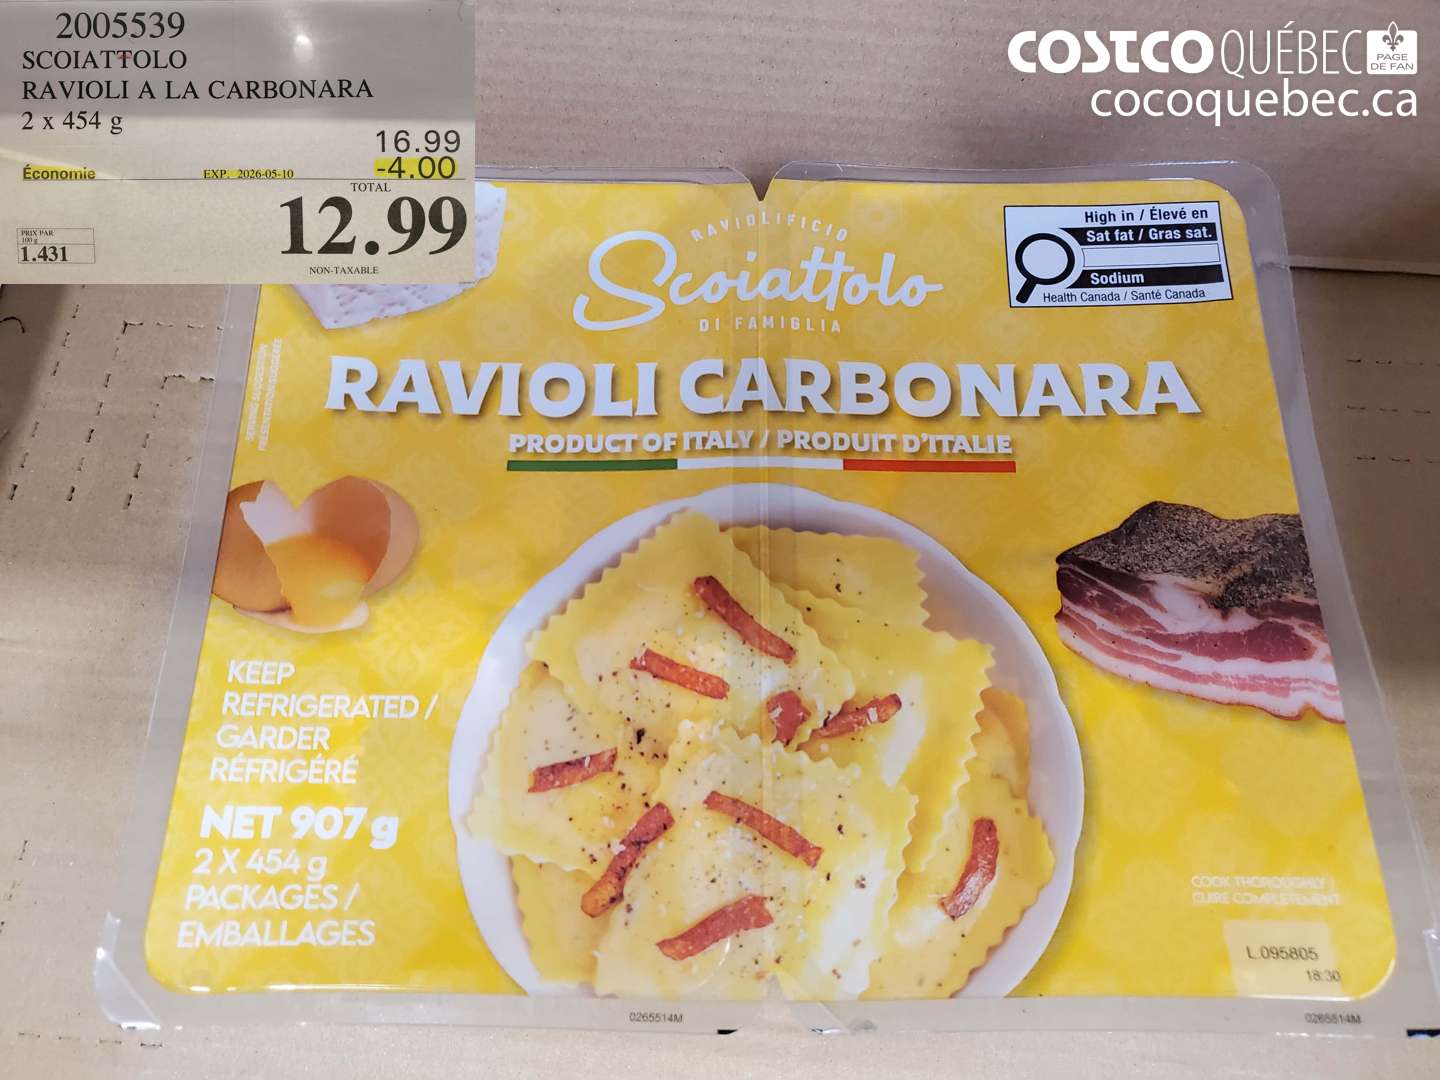 2005539
SCOIATTOLO
RAVIOLI A LA CARBONARA
2 x 454 g
16.99
Économie EXP. 2026-05-10 -4.00
TOTAL
12.99
PRIX PAR
100 g
1.431
NON-TAXABLE
COSTCO QUÉBEC PAGE DE FAN
cocoquebec.ca
RAVIOLIFICIO
Scoiattolo
DI FAMIGLIA
High in / Élevé en
Sat fat / Gras sat.
Sodium
Health Canada / Santé Canada
SERVING SUGGESTION
PRÉSENTATION SUGGÉRÉE
RAVIOLI CARBONARA
PRODUCT OF ITALY / PRODUIT D'ITALIE
KEEP
REFRIGERATED /
GARDER
RÉFRIGÉRÉ
NET 907 g
2 X 454 g
PACKAGES /
EMBALLAGES
COOK THOROUGHLY /
CUIRE COMPLÈTEMENT
L.095805
18:30
0265514M
0265514M